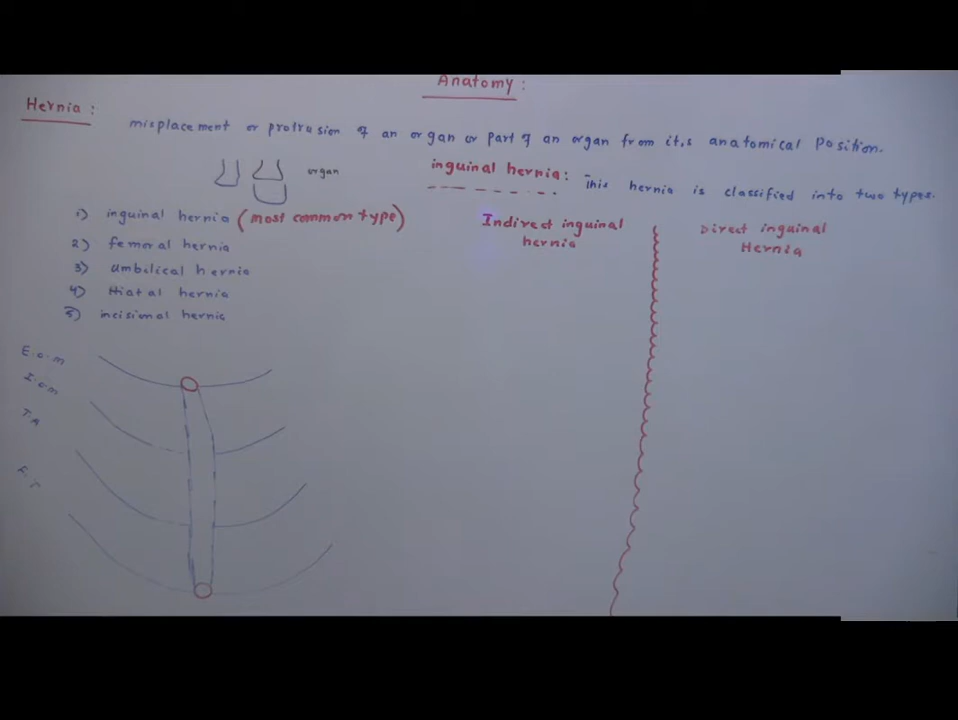 Anatomy :
Hernia :
misplacement or protrusion of an organ or part of an organ from it,s anatomical position.
organ
inguinal hernia : This hernia is classified into two types.
1) inguinal hernia (most common type)
2) femoral hernia
3) umbilical hernia
4) Hiatal hernia
5) incisional hernia
Indirect inguinal
hernia
Direct inguinal
Hernia
E.o.m
I.o.m
T.A
F.T